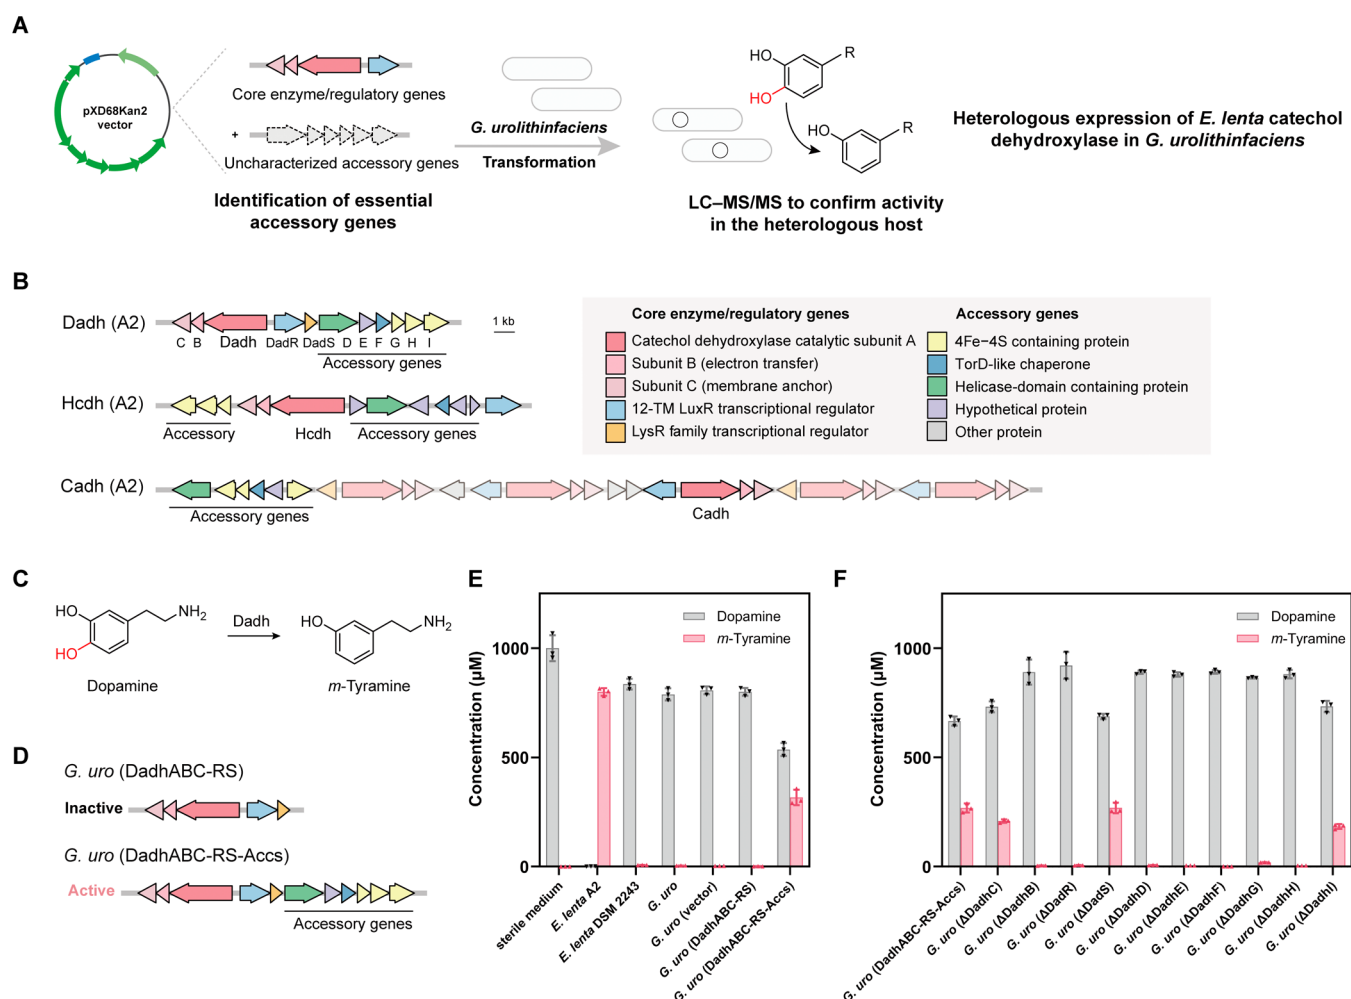 A
pXD68Kan2
vector
Core enzyme/regulatory genes
+
Uncharacterized accessory genes
Identification of essential
accessory genes
G. urolithinfaciens
Transformation
HO
R
HO
HO
R
LC–MS/MS to confirm activity
in the heterologous host
Heterologous expression of E. lenta catechol
dehydroxylase in G. urolithinfaciens
B
Dadh (A2)
C B Dadh DadR DadS D E F G H I
Accessory genes
1 kb
Hcdh (A2)
Accessory Hcdh Accessory genes
Cadh (A2)
Accessory genes Cadh
Core enzyme/regulatory genes
Catechol dehydroxylase catalytic subunit A
Subunit B (electron transfer)
Subunit C (membrane anchor)
12-TM LuxR transcriptional regulator
LysR family transcriptional regulator
Accessory genes
4Fe–4S containing protein
TorD-like chaperone
Helicase-domain containing protein
Hypothetical protein
Other protein
C
HO
NH2
HO
Dopamine
Dadh
HO
NH2
m-Tyramine
D
G. uro (DadhABC-RS)
Inactive
G. uro (DadhABC-RS-Accs)
Active
Accessory genes
E
Concentration (µM)
1000
500
0
Dopamine
m-Tyramine
sterile medium
E. lenta A2
E. lenta DSM 2243
G. uro
G. uro (vector)
G. uro (DadhABC-RS)
G. uro (DadhABC-RS-Accs)
F
Concentration (µM)
1000
500
0
Dopamine
m-Tyramine
G. uro (DadhABC-RS-Accs)
G. uro (ΔDadhC)
G. uro (ΔDadhB)
G. uro (ΔDadR)
G. uro (ΔDadS)
G. uro (ΔDadhD)
G. uro (ΔDadhE)
G. uro (ΔDadhF)
G. uro (ΔDadhG)
G. uro (ΔDadhH)
G. uro (ΔDadhI)